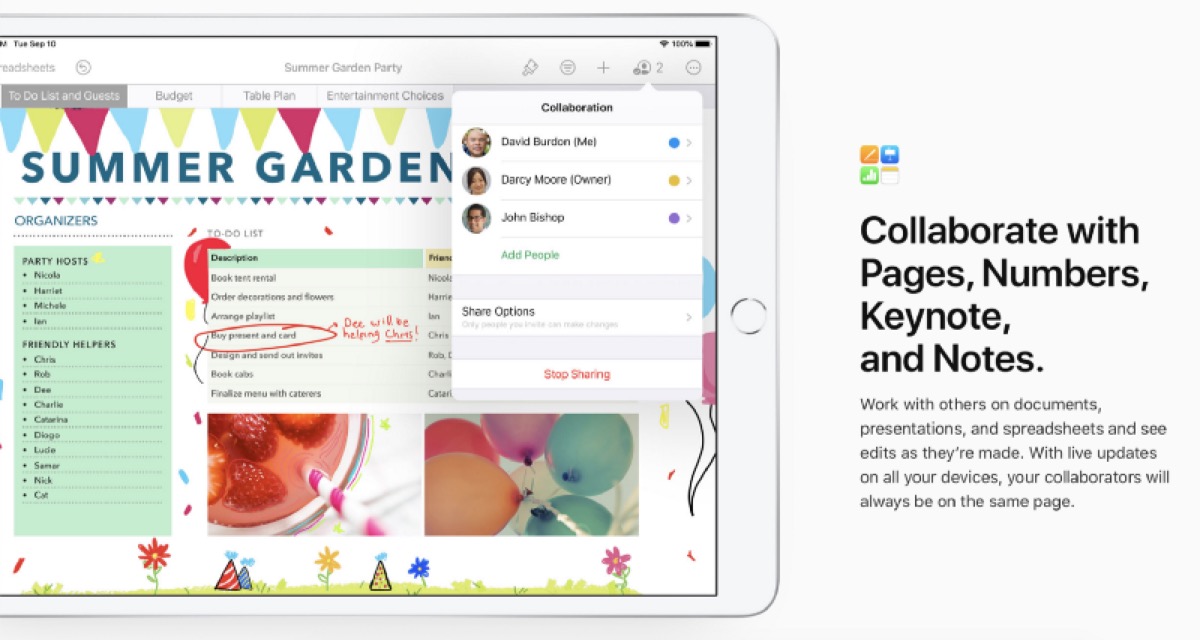 Tue Sep 10
100%
Summer Garden Party
2
To Do List and Guests
Budget
Table Plan
Entertainment Choices
SUMMER GARDEN
ORGANIZERS
PARTY HOSTS
• Nicola
• Harriet
• Michele
• Ian
FRIENDLY HELPERS
• Chris
• Rob
• Dee
• Charlie
• Catarina
• Diogo
• Lucie
• Samar
• Nick
• Cat
TO-DO LIST
Description
Book tent rental
Nicola
Order decorations and flowers
Arrange playlist
Ian
Buy present and card
Chris
Dee will be
helping Chris!
Design and send out invites
Rob,
Book cabs
Finalize menu with caterers
Collaboration
David Burdon (Me)
Darcy Moore (Owner)
John Bishop
Add People
Share Options
Only people you invite can make changes
Stop Sharing
Collaborate with
Pages, Numbers,
Keynote,
and Notes.
Work with others on documents,
presentations, and spreadsheets and see
edits as they’re made. With live updates
on all your devices, your collaborators will
always be on the same page.